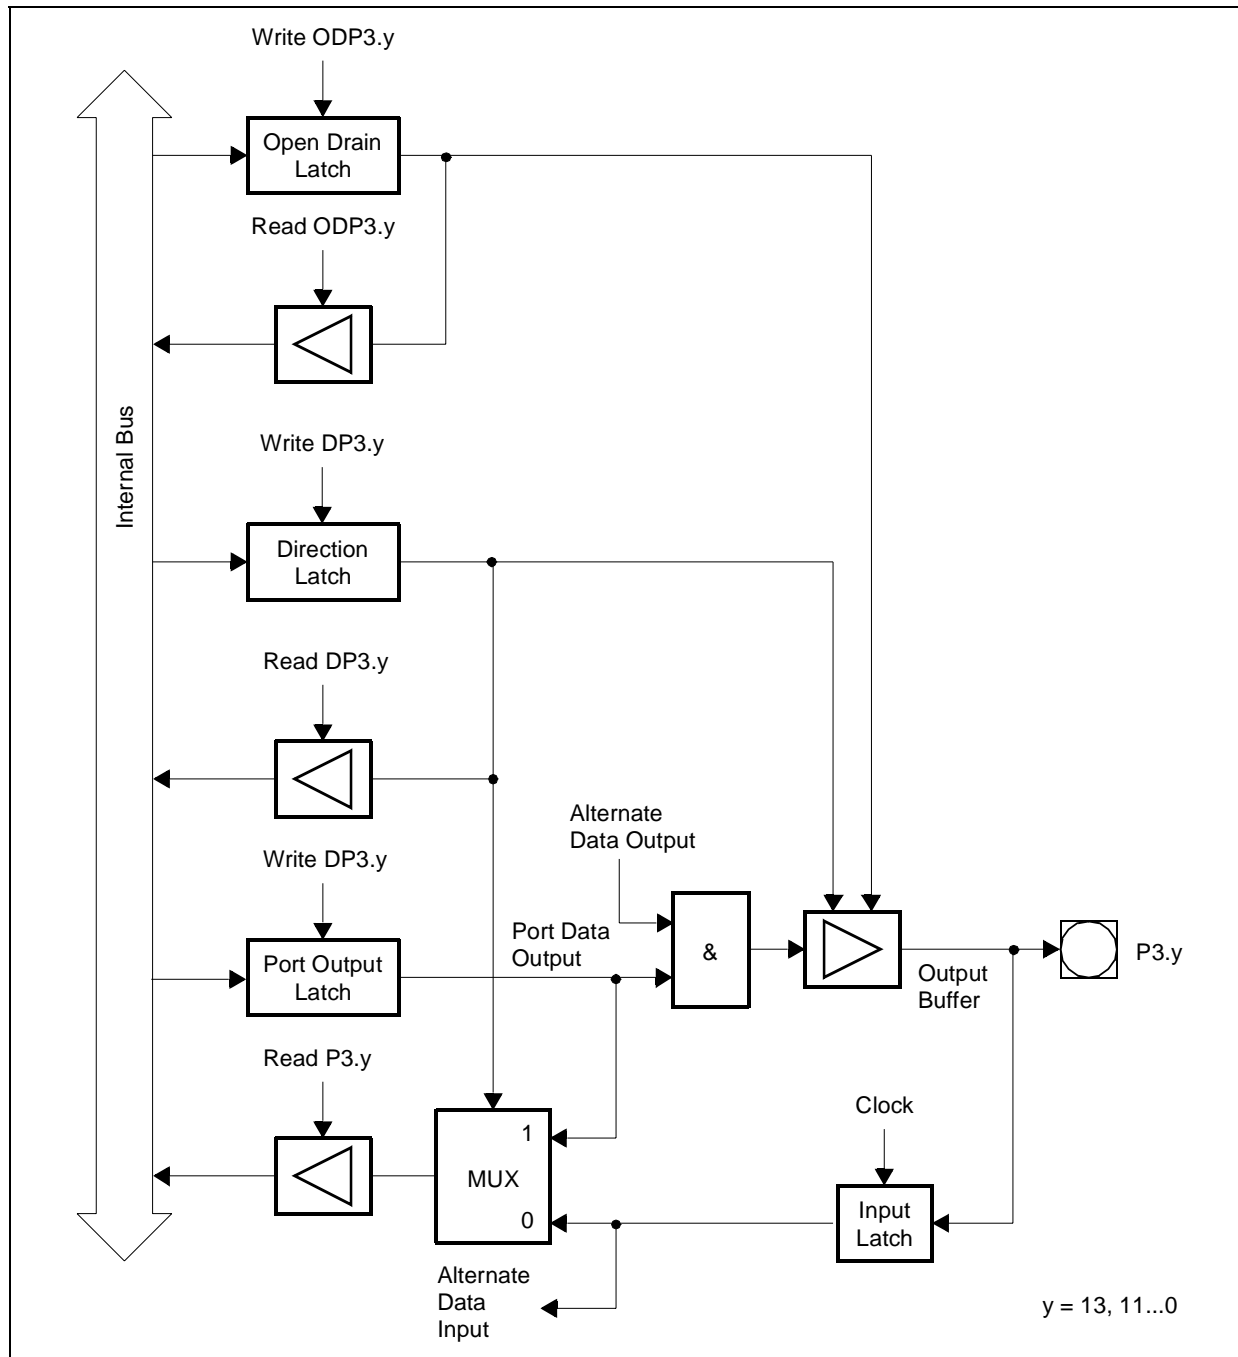 Write ODP3.y
Open Drain
Latch
Read ODP3.y
Internal Bus
Write DP3.y
Direction
Latch
Read DP3.y
Alternate
Data Output
Write DP3.y
Port Data
Output
&
Port Output
Latch
P3.y
Output
Buffer
Read P3.y
Clock
1
MUX
0
Input
Latch
Alternate
Data
Input
y = 13, 11...0